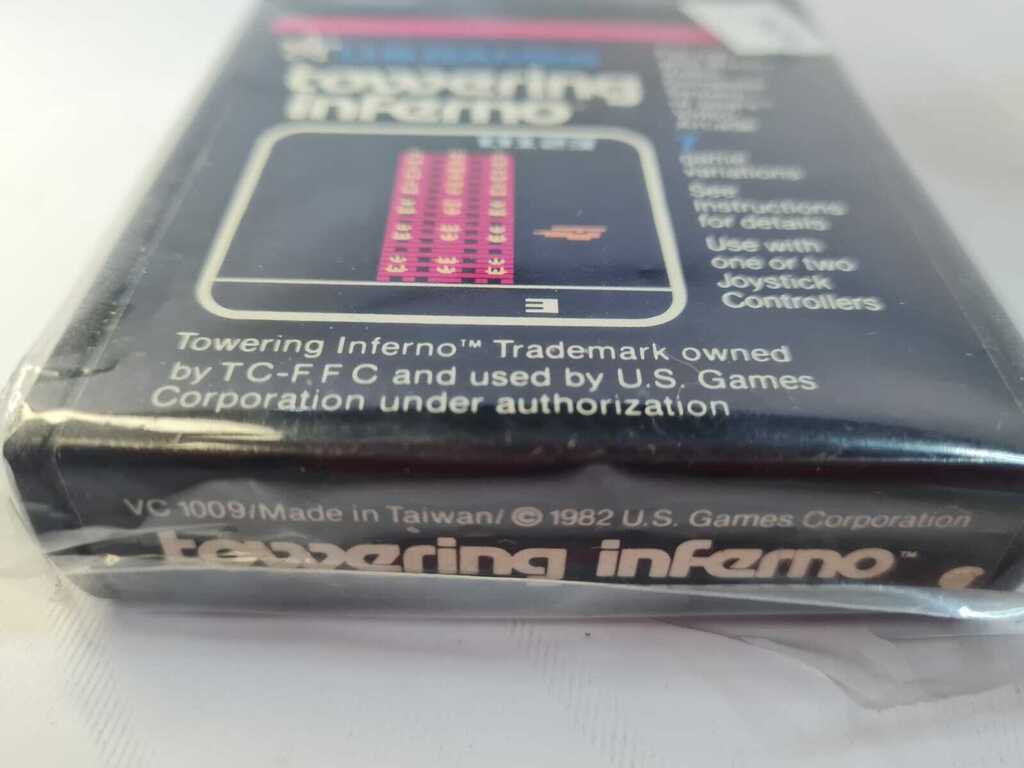 towering
inferno
game
variations
See
Instructions
for details
Use with
one or two
Joystick
Controllers
Towering Inferno™ Trademark owned
by TC-FFC and used by U.S. Games
Corporation under authorization
VC 1009/Made in Taiwan/©1982 U.S. Games Corporation
towering inferno™